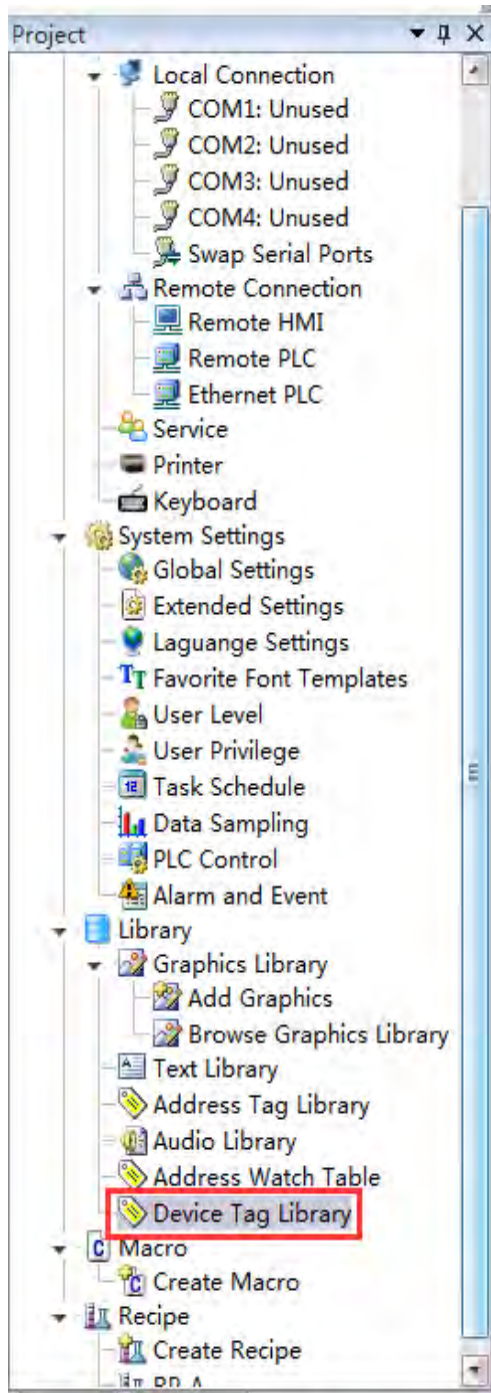 Project
Local Connection
COM1: Unused
COM2: Unused
COM3: Unused
COM4: Unused
Swap Serial Ports
Remote Connection
Remote HMI
Remote PLC
Ethernet PLC
Service
Printer
Keyboard
System Settings
Global Settings
Extended Settings
Laguange Settings
Favorite Font Templates
User Level
User Privilege
Task Schedule
Data Sampling
PLC Control
Alarm and Event
Library
Graphics Library
Add Graphics
Browse Graphics Library
Text Library
Address Tag Library
Audio Library
Address Watch Table
Device Tag Library
Macro
Create Macro
Recipe
Create Recipe